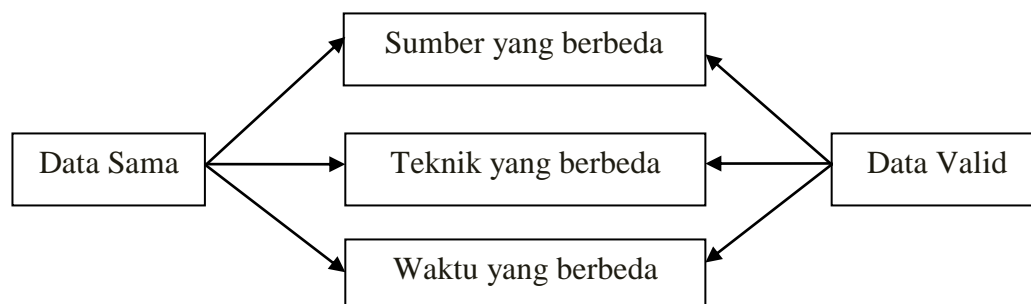 Sumber yang berbeda
Data Sama
Teknik yang berbeda
Data Valid
Waktu yang berbeda